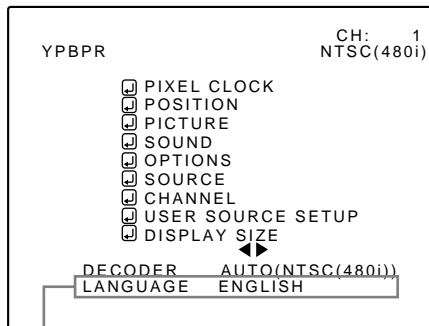 CH: 1
YPBPR NTSC(480i)
PIXEL CLOCK
POSITION
PICTURE
SOUND
OPTIONS
SOURCE
CHANNEL
USER SOURCE SETUP
DISPLAY SIZE
DECODER AUTO(NTSC(480i))
LANGUAGE ENGLISH